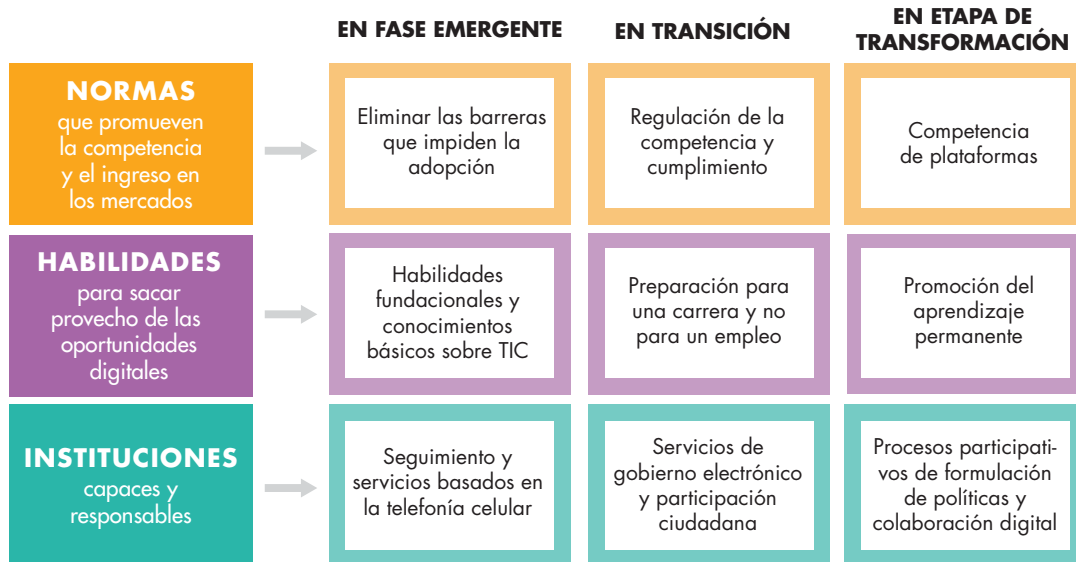 EN FASE EMERGENTE
EN TRANSICIÓN
EN ETAPA DE
TRANSFORMACIÓN
NORMAS
que promueven
la competencia
y el ingreso en
los mercados
Eliminar las barreras
que impiden la
adopción
Regulación de la
competencia y
cumplimiento
Competencia
de plataformas
HABILIDADES
para sacar
provecho de las
oportunidades
digitales
Habilidades
fundacionales y
conocimientos
básicos sobre TIC
Preparación para
una carrera y no
para un empleo
Promoción del
aprendizaje
permanente
INSTITUCIONES
capaces y
responsables
Seguimiento y
servicios basados en
la telefonía celular
Servicios de
gobierno electrónico
y participación
ciudadana
Procesos participati-
vos de formulación
de políticas y
colaboración digital